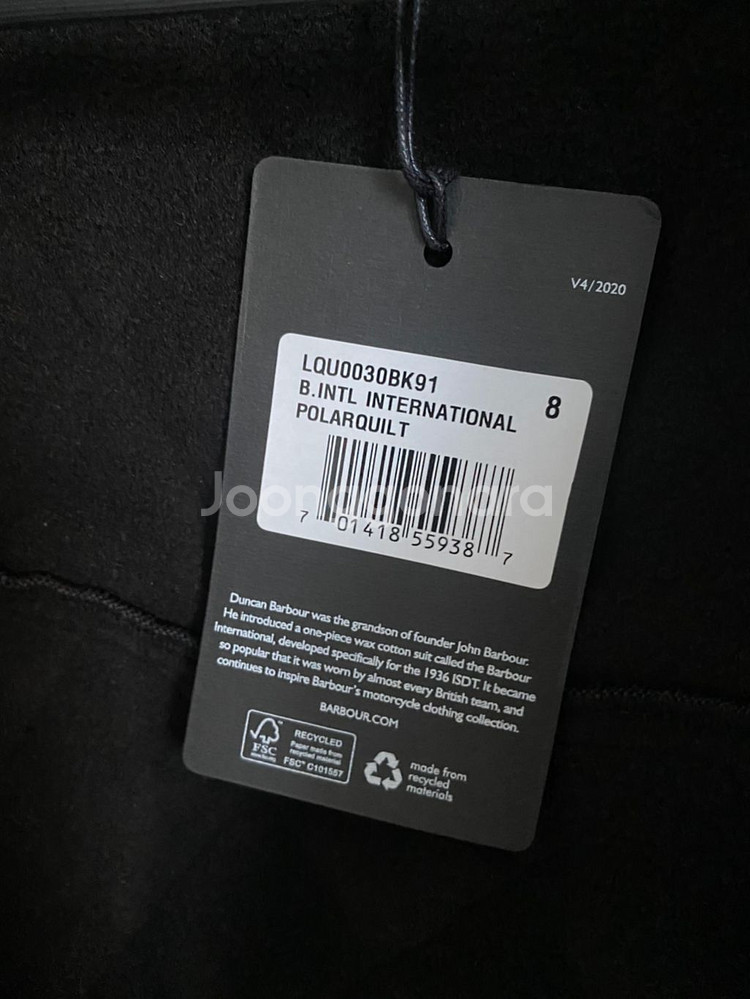 V4/2020
LQU0030BK91
8
B.INTL INTERNATIONAL
POLARQUILT
Joongonara
7 01418 55938 7
Duncan Barbour was the grandson of founder John Barbour.
He introduced a one-piece wax cotton suit called the Barbour
International, developed specifically for the 1936 ISDT. It became
so popular that it was worn by almost every British team, and
continues to inspire Barbour's motorcycle clothing collection.
BARBOUR.COM
FSC
RECYCLED
Paper made from
recycled material
FSC™ C101557
made from
recycled
materials